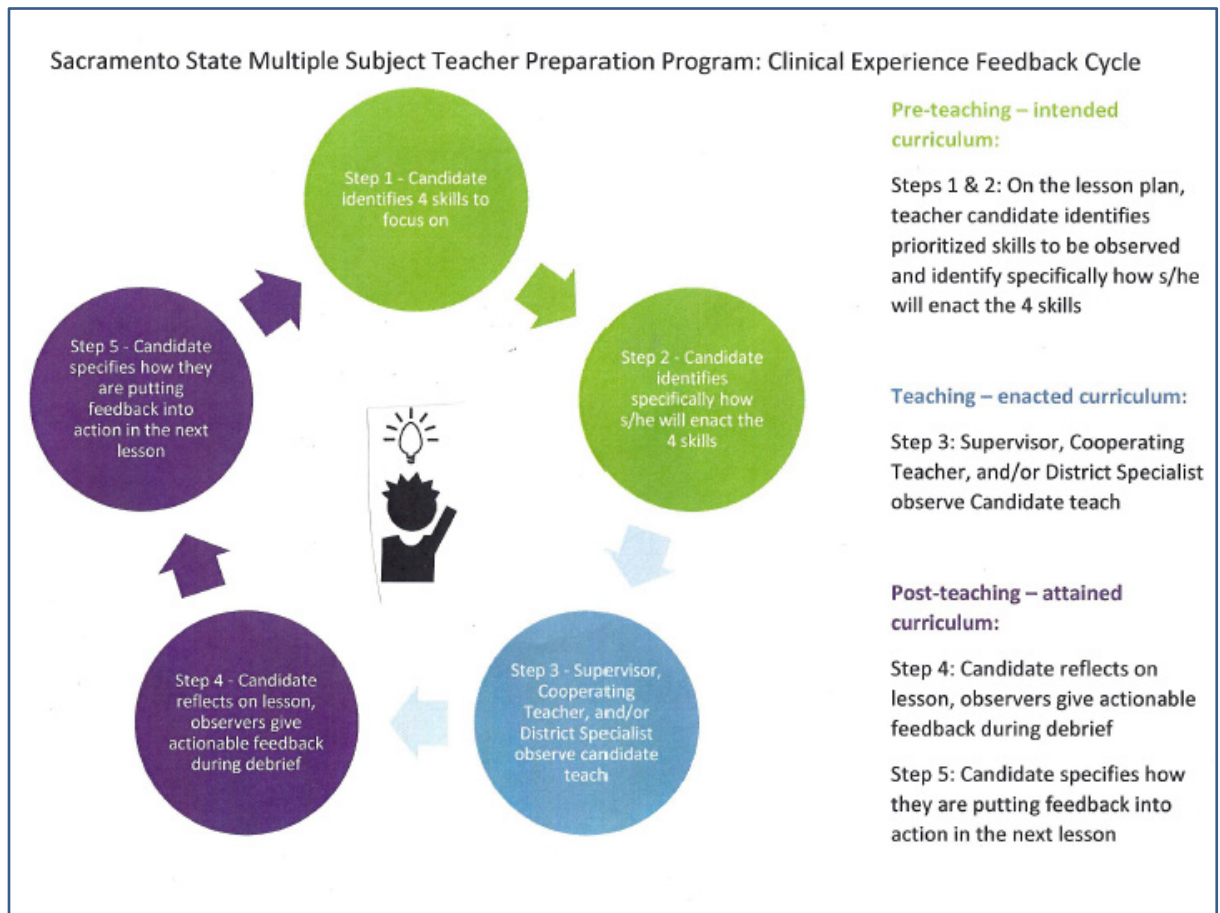 Sacramento State Multiple Subject Teacher Preparation Program: Clinical Experience Feedback Cycle
Step 1 - Candidate
identifies 4 skills to
focus on
Step 2 - Candidate
identifies
specifically how
s/he will enact the
4 skills
Step 3 - Supervisor,
Cooperating
Teacher, and/or
District Specialist
observe candidate
teach
Step 4 - Candidate
reflects on lesson,
observers give
actionable feedback
during debrief
Step 5 - Candidate
specifies how they
are putting
feedback into
action in the next
lesson
Pre-teaching – intended
curriculum:
Steps 1 & 2: On the lesson plan,
teacher candidate identifies
prioritized skills to be observed
and identify specifically how s/he
will enact the 4 skills
Teaching – enacted curriculum:
Step 3: Supervisor, Cooperating
Teacher, and/or District Specialist
observe Candidate teach
Post-teaching – attained
curriculum:
Step 4: Candidate reflects on
lesson, observers give actionable
feedback during debrief
Step 5: Candidate specifies how
they are putting feedback into
action in the next lesson